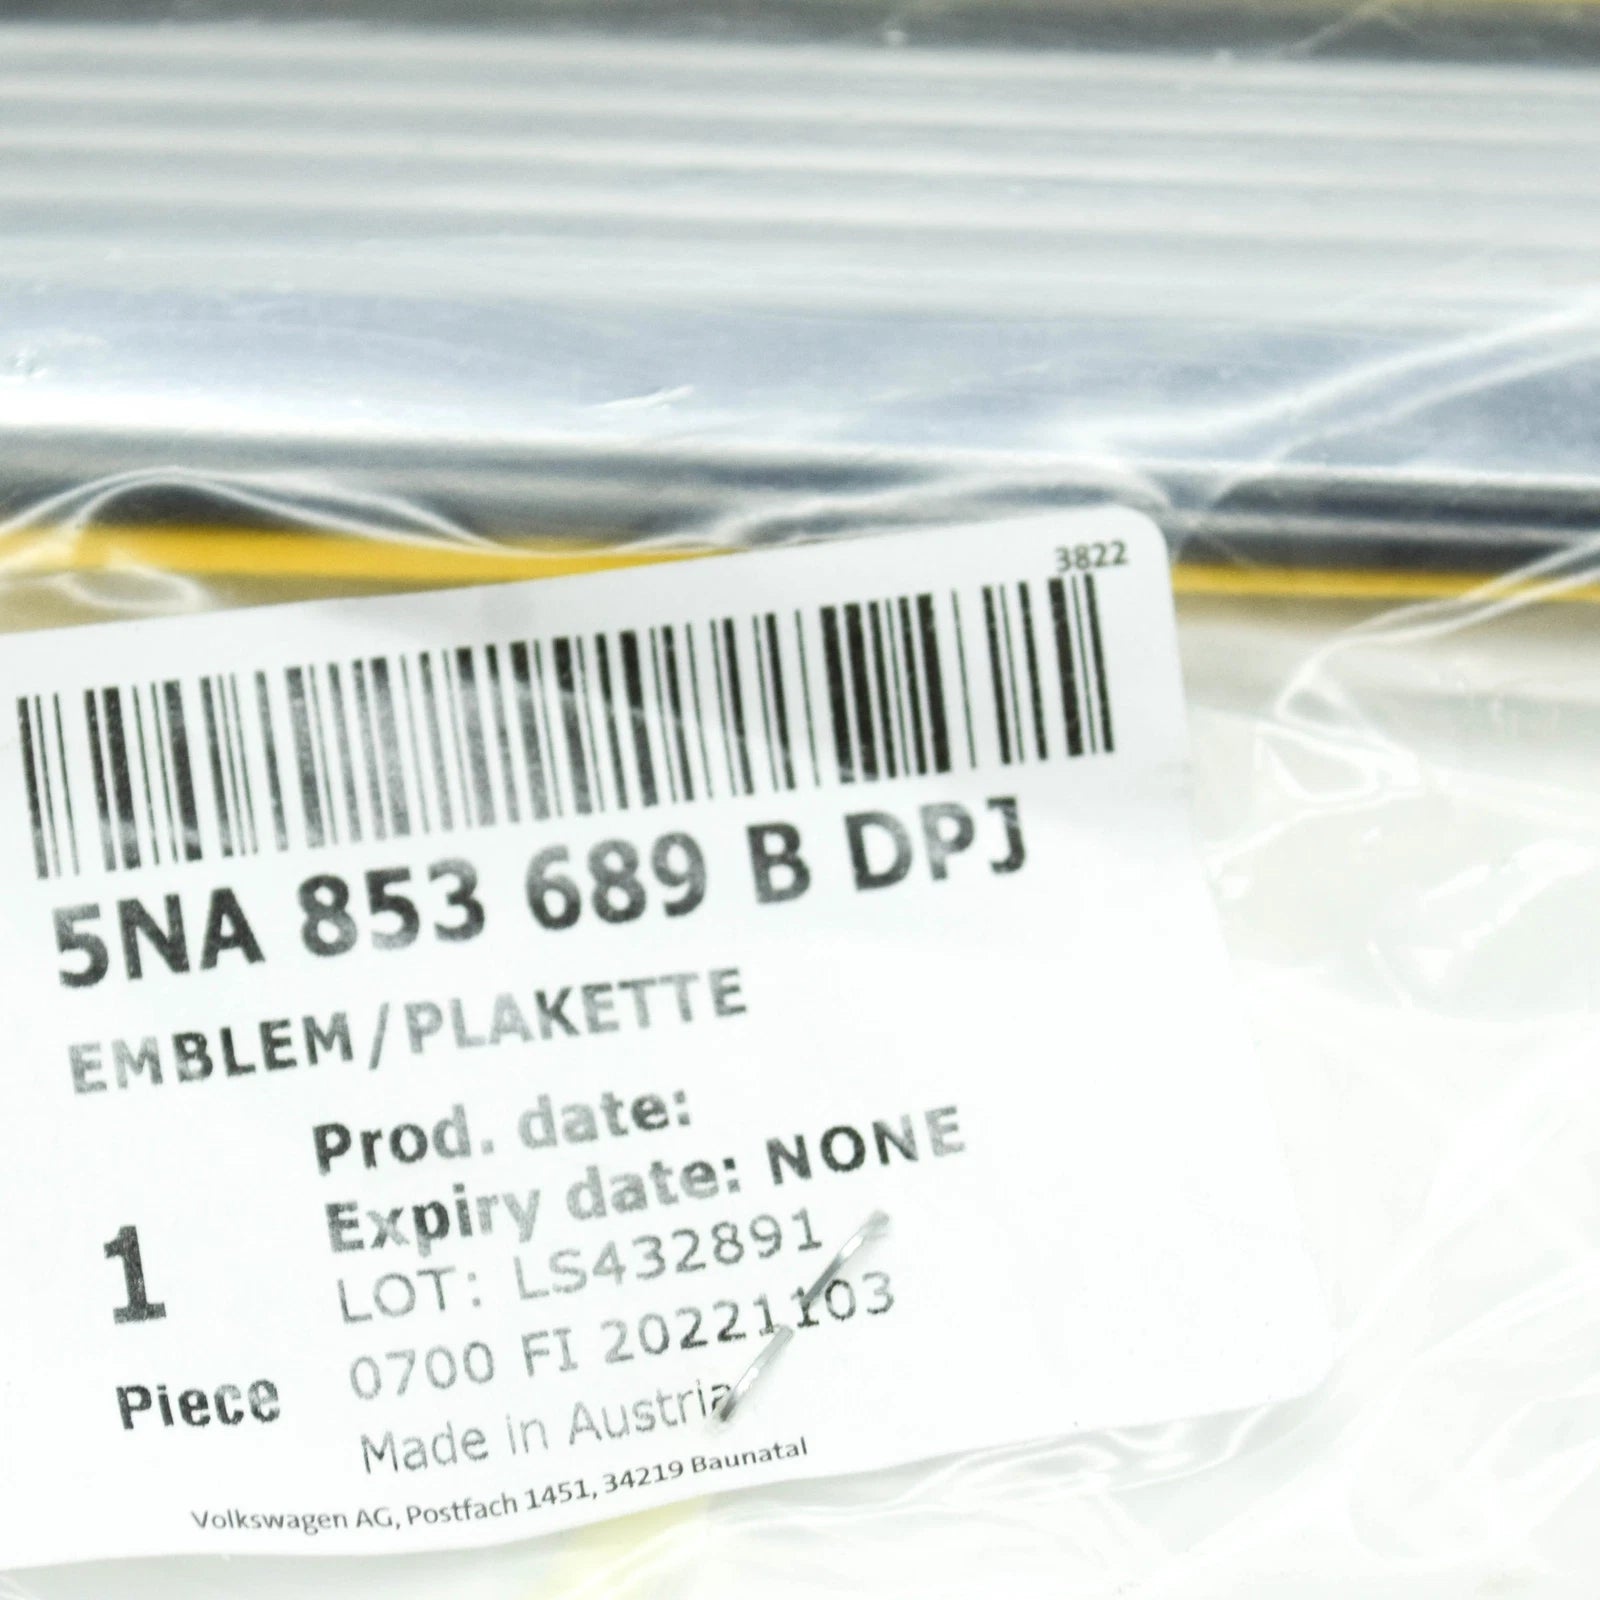 3822
5NA 853 689 B DPJ
EMBLEM/PLAKETTE
Prod. date:
Expiry date: NONE
LOT: LS432891
0700 FI 20221103
Made in Austria
1
Piece
Volkswagen AG, Postfach 1451, 34219 Baunatal